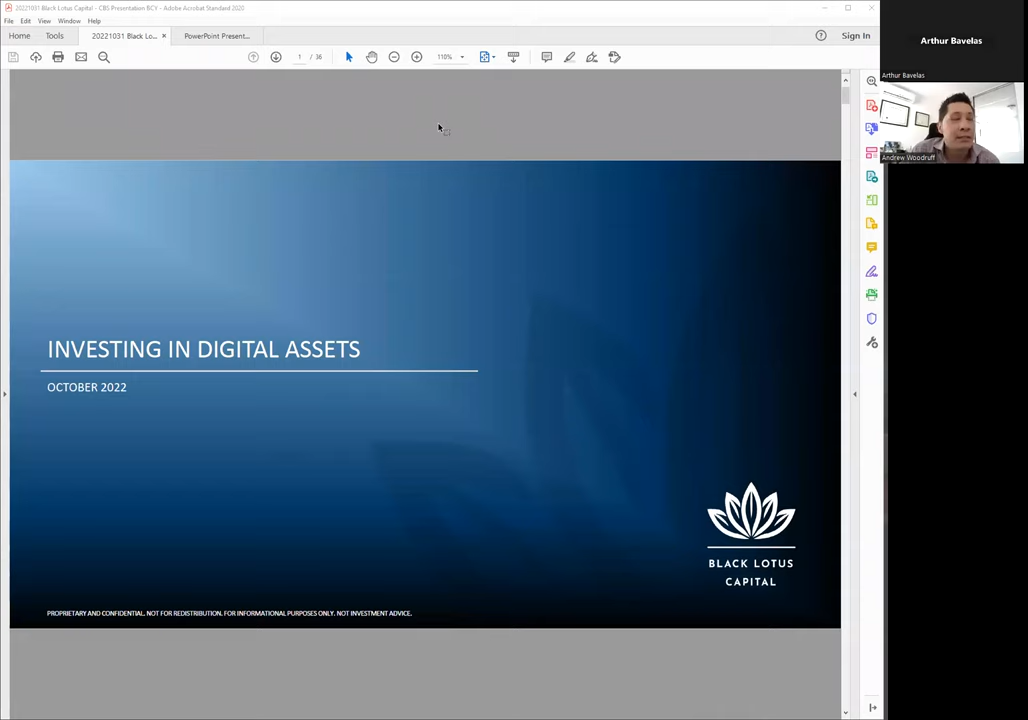 20221031 Black Lotus Capital - CBS Presentation BCY - Adobe Acrobat Standard 2020
File Edit View Window Help
Home Tools 20221031 Black Lo... × PowerPoint Present... Sign In
1 / 36 110%
INVESTING IN DIGITAL ASSETS
OCTOBER 2022
BLACK LOTUS
CAPITAL
PROPRIETARY AND CONFIDENTIAL. NOT FOR REDISTRIBUTION. FOR INFORMATIONAL PURPOSES ONLY. NOT INVESTMENT ADVICE.
Arthur Bavelas
Arthur Bavelas
Andrew Woodruff